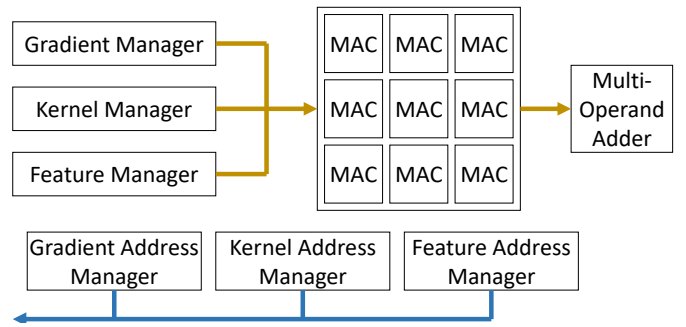 Gradient Manager
Kernel Manager
Feature Manager
MAC MAC MAC
MAC MAC MAC
MAC MAC MAC
Multi-
Operand
Adder
Gradient Address
Manager
Kernel Address
Manager
Feature Address
Manager